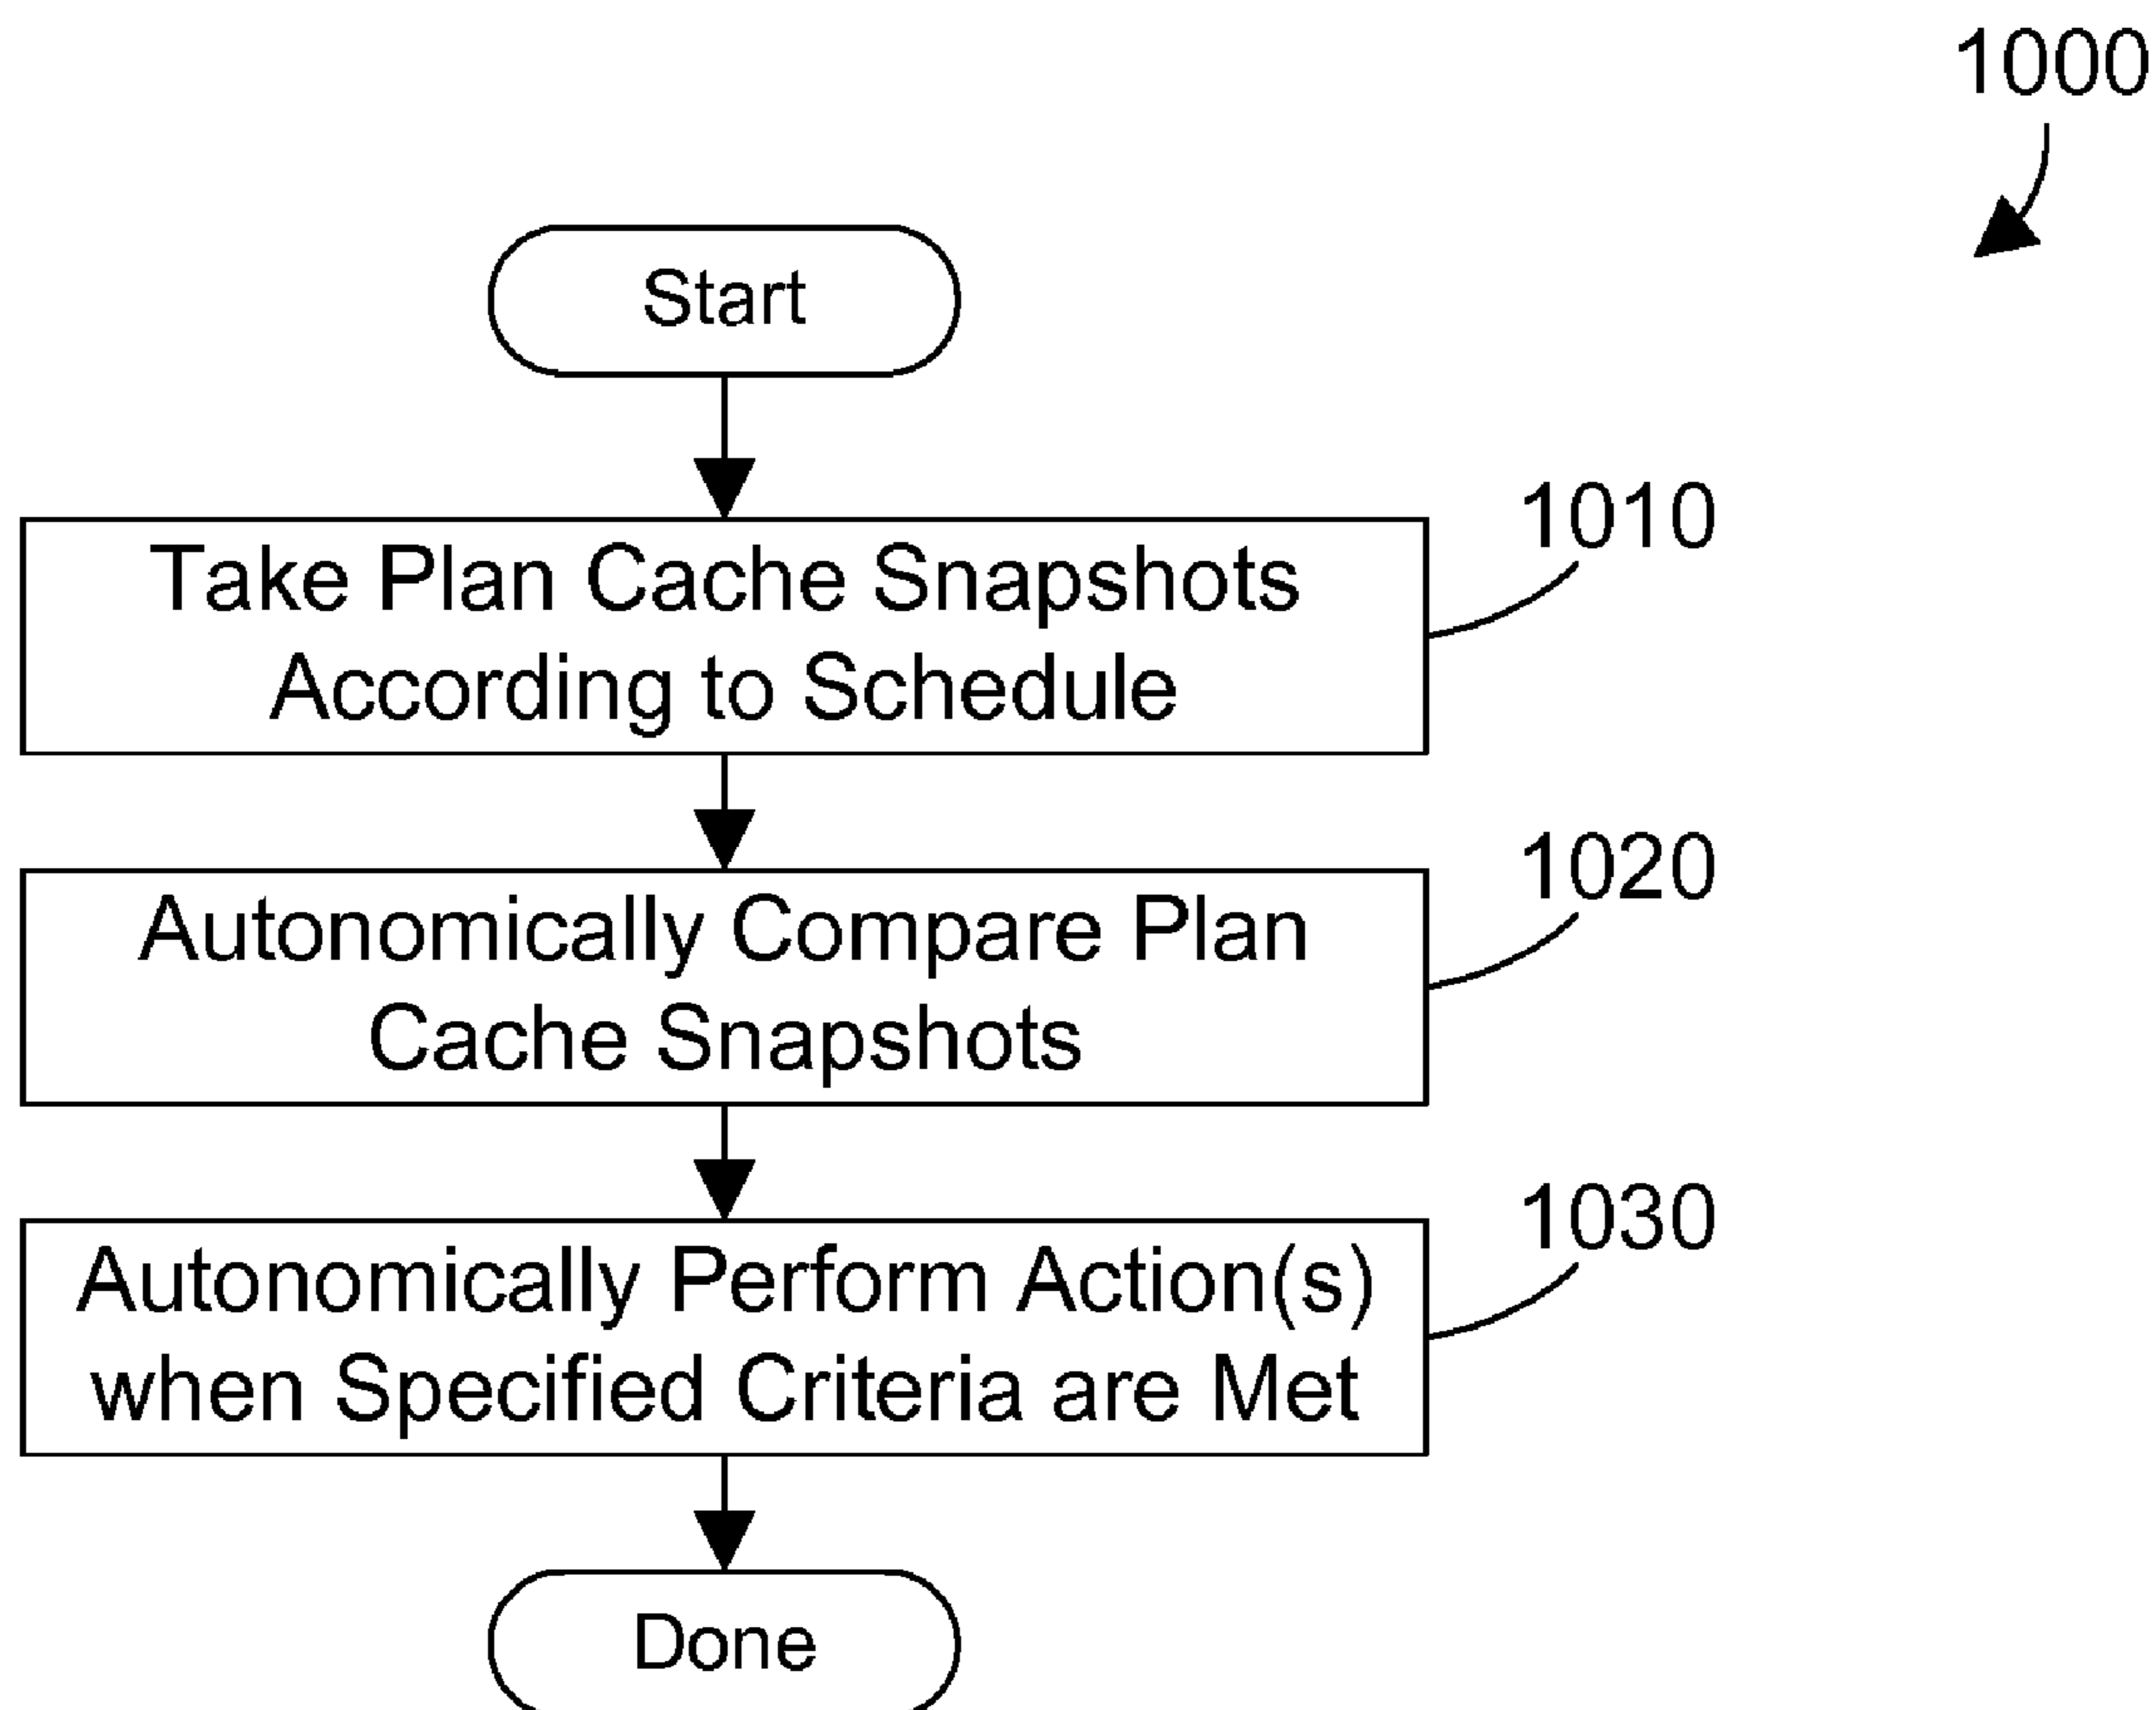 1000
Start
1010
Take Plan Cache Snapshots
According to Schedule
1020
Autonomically Compare Plan
Cache Snapshots
1030
Autonomically Perform Action(s)
when Specified Criteria are Met
Done